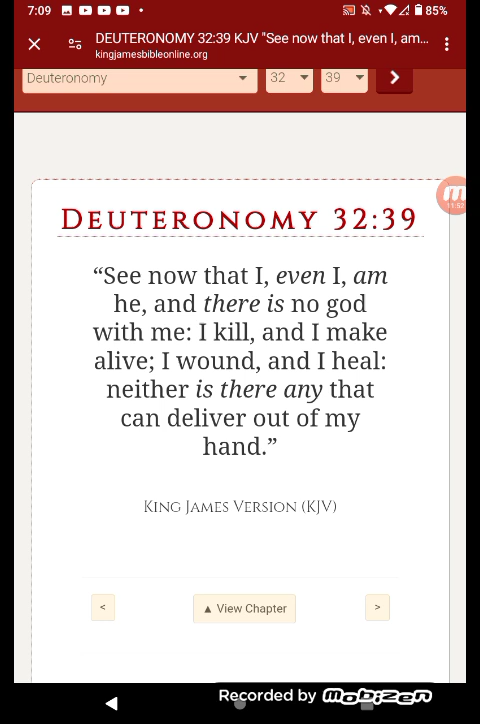 7:09
85%
DEUTERONOMY 32:39 KJV "See now that I, even I, am...
kingjamesbibleonline.org
Deuteronomy 32 39 >
11:52
DEUTERONOMY 32:39
“See now that I, even I, am
he, and there is no god
with me: I kill, and I make
alive; I wound, and I heal:
neither is there any that
can deliver out of my
hand.”
KING JAMES VERSION (KJV)
< ▲ View Chapter >
Recorded by Mobizen